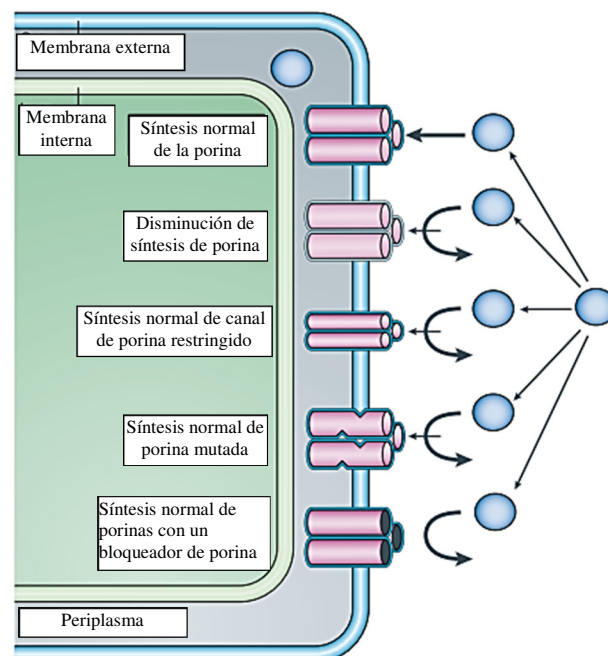 Membrana externa
Membrana
interna
Síntesis normal
de la porina
Disminución de
síntesis de porina
Síntesis normal de canal
de porina restringido
Síntesis normal de
porina mutada
Síntesis normal de
porinas con un
bloqueador de porina
Periplasma